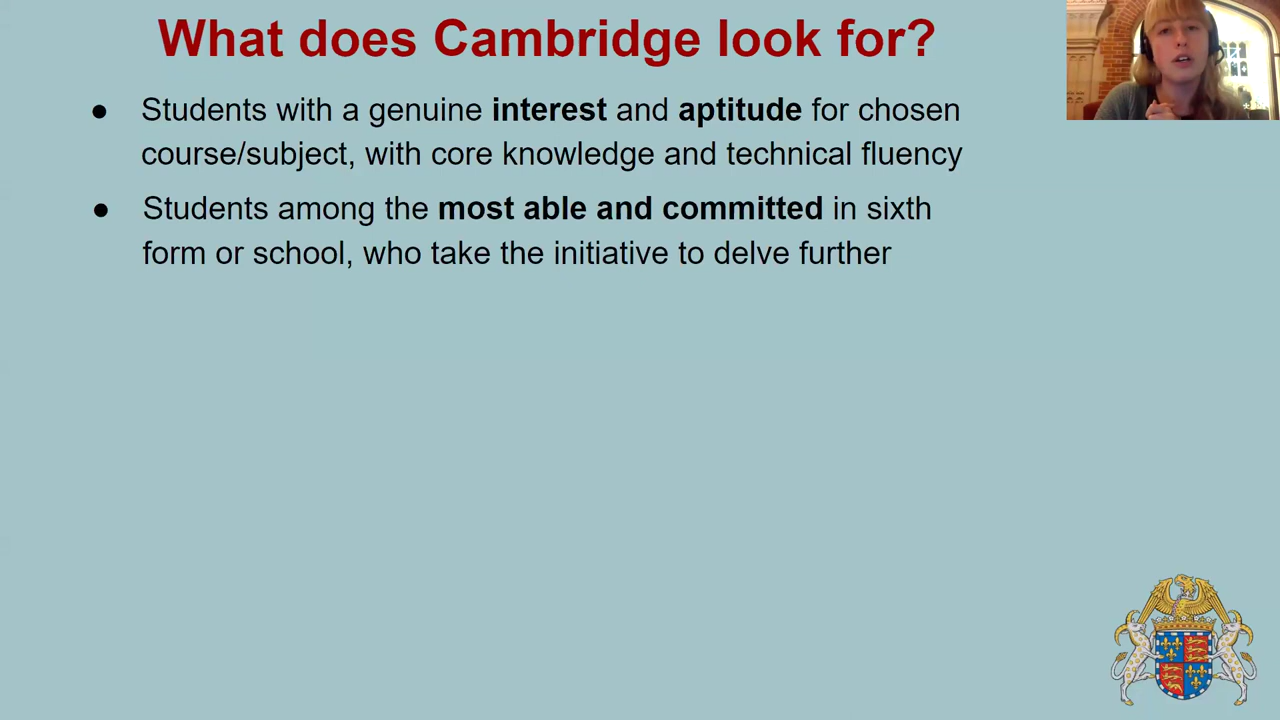 What does Cambridge look for?
● Students with a genuine interest and aptitude for chosen
course/subject, with core knowledge and technical fluency
● Students among the most able and committed in sixth
form or school, who take the initiative to delve further